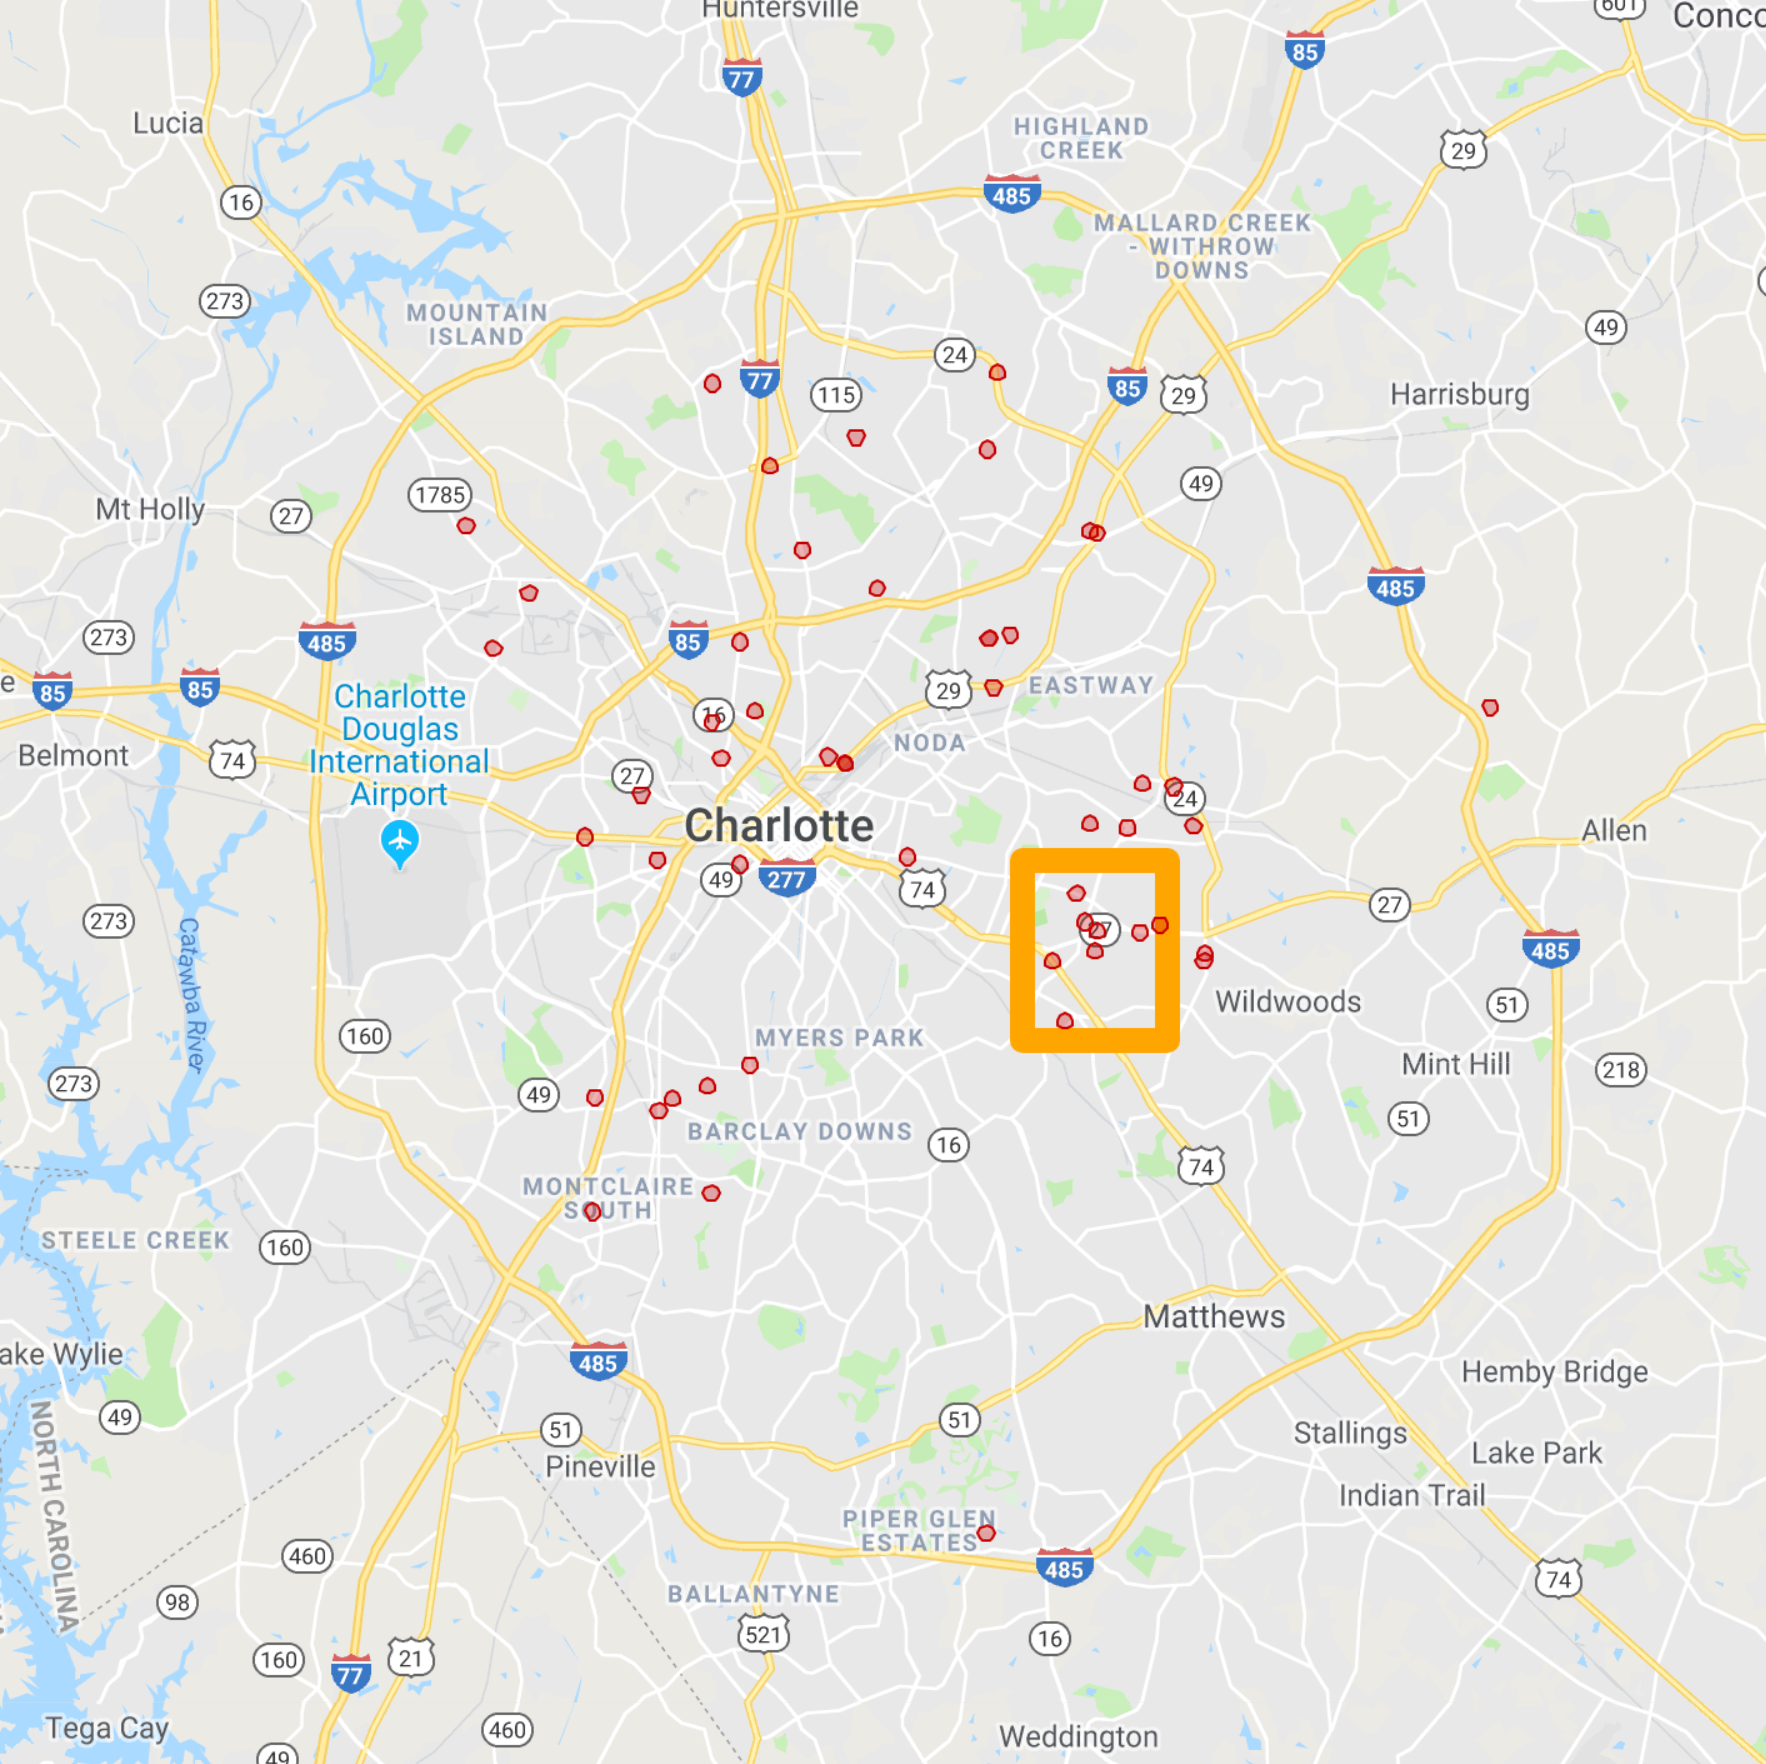 Huntersville
601
Conco
85
77
Lucia
HIGHLAND
CREEK
29
16
485
MALLARD CREEK
- WITHROW
DOWNS
273
MOUNTAIN
ISLAND
49
24
77
115
85
29
Harrisburg
1785
49
Mt Holly
27
485
273
485
85
e
85
85
Charlotte
Douglas
International
Airport
29
EASTWAY
16
NODA
Belmont
74
27
24
Charlotte
Allen
49
277
74
273
27
Catawba River
485
Wildwoods
51
160
MYERS PARK
Mint Hill
218
273
49
51
BARCLAY DOWNS
16
74
MONTCLAIRE
SOUTH
STEELE CREEK
160
Matthews
ake Wylie
485
Hemby Bridge
49
51
51
Stallings
Lake Park
Pineville
NORTH CAROLINA
Indian Trail
PIPER GLEN
ESTATES
460
485
74
98
BALLANTYNE
521
16
160
21
77
Tega Cay
460
Weddington
49